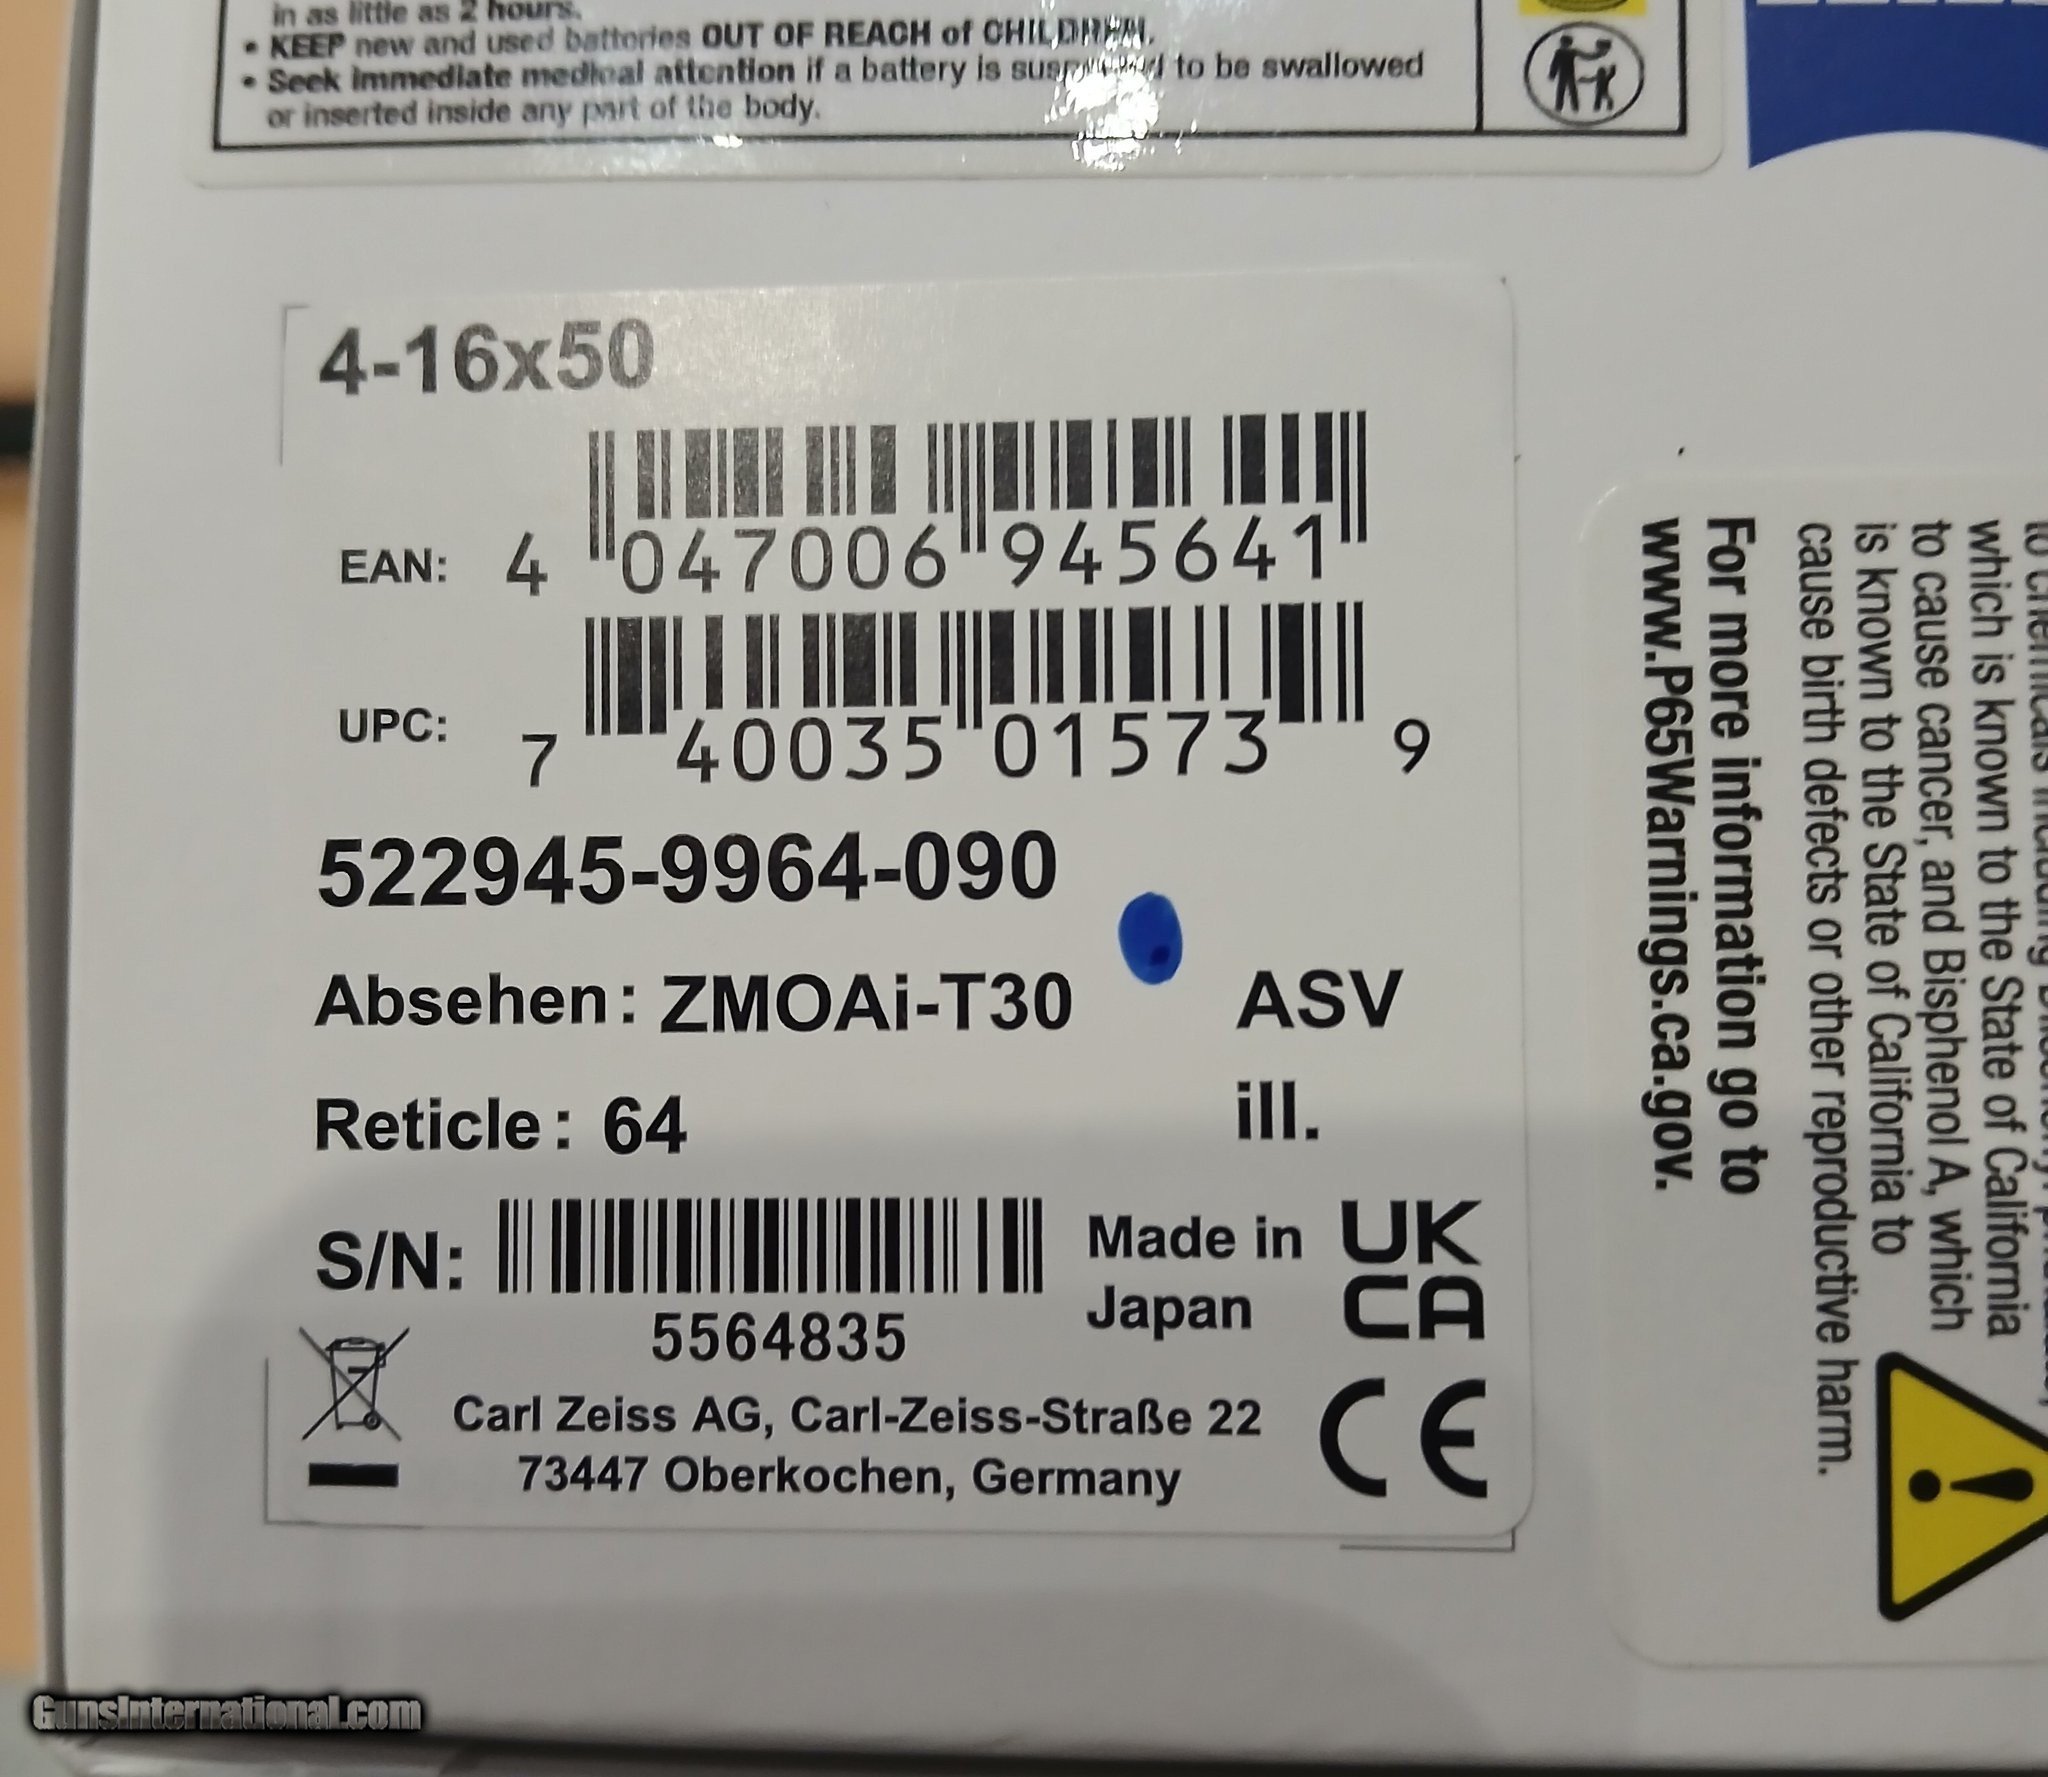 in as little as 2 hours.
• KEEP new and used batteries OUT OF REACH of CHILDREN.
• Seek immediate medical attention if a battery is suspected to be swallowed
or inserted inside any part of the body.
4-16x50
EAN: 4 047006 945641
UPC: 7 40035 01573 9
522945-9964-090
Absehen: ZMOAi-T30 ASV
Reticle: 64 ill.
S/N:
5564835
Made in
Japan
UK
CA
CE
Carl Zeiss AG, Carl-Zeiss-Straße 22
73447 Oberkochen, Germany
which is known to the State of California
to cause cancer, and Bisphenol A, which
is known to the State of California to
cause birth defects or other reproductive harm.
For more information go to
www.P65Warnings.ca.gov.
GunsInternational.com